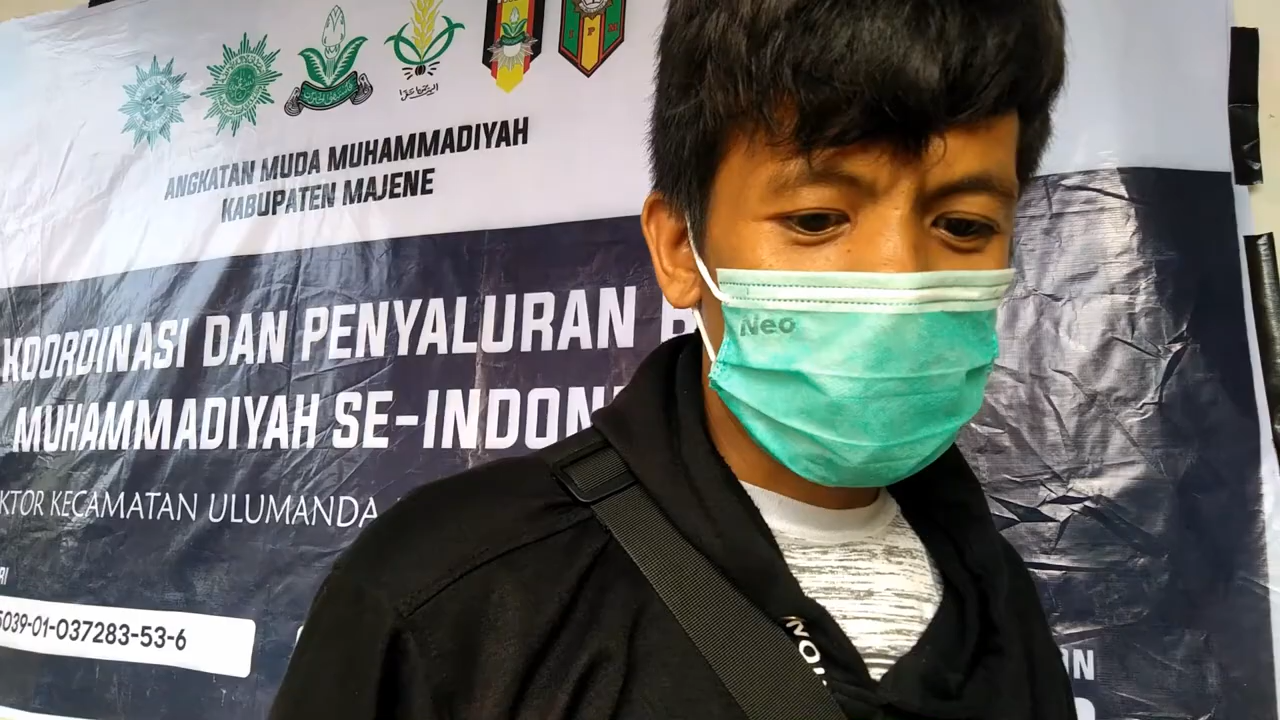 ANGKATAN MUDA MUHAMMADIYAH
KABUPATEN MAJENE
KOORDINASI DAN PENYALURAN
MUHAMMADIYAH SE-INDON
KTOR KECAMATAN ULUMANDA
RI
5039-01-037283-53-6
Neo